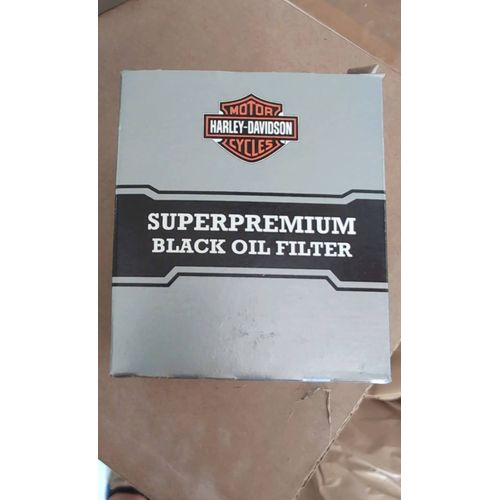 MOTOR
HARLEY-DAVIDSON
CYCLES
SUPERPREMIUM
BLACK OIL FILTER